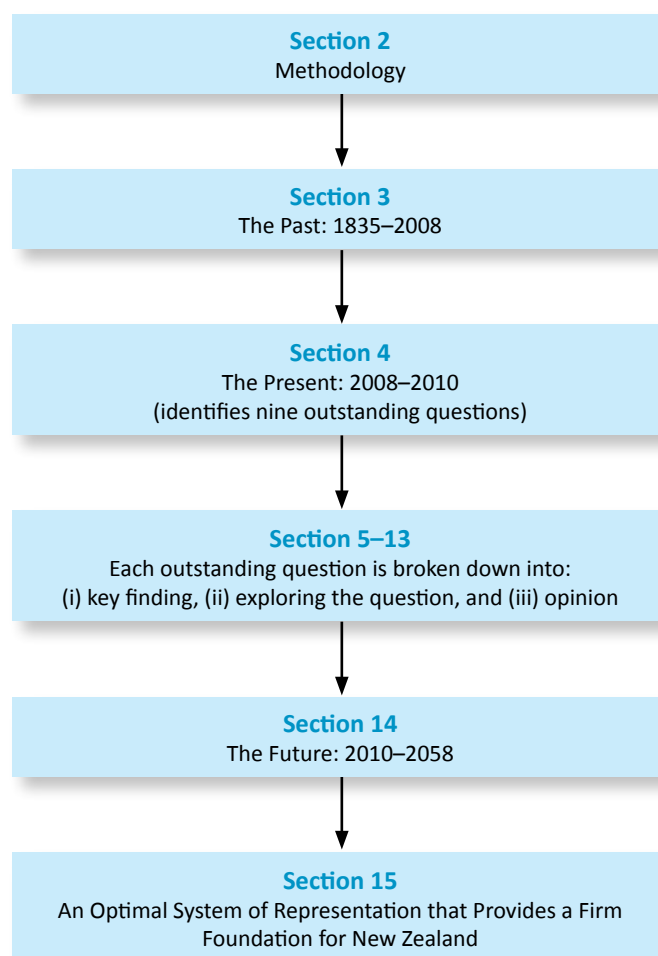 Section 2
Methodology
Section 3
The Past: 1835–2008
Section 4
The Present: 2008–2010
(identifies nine outstanding questions)
Section 5–13
Each outstanding question is broken down into:
(i) key finding, (ii) exploring the question, and (iii) opinion
Section 14
The Future: 2010–2058
Section 15
An Optimal System of Representation that Provides a Firm
Foundation for New Zealand